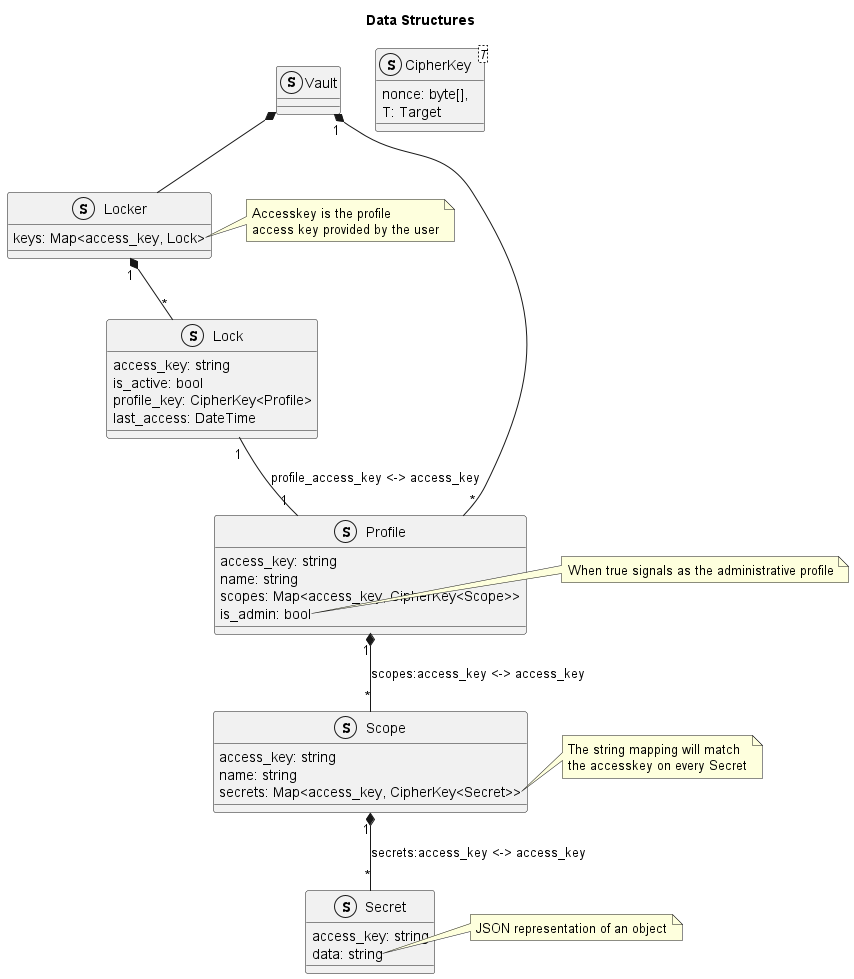 Data Structures
S Vault
S CipherKey
T
nonce: byte[],
T: Target
1
S Locker
keys: Map<access_key, Lock>
Accesskey is the profile
access key provided by the user
1
*
S Lock
access_key: string
is_active: bool
profile_key: CipherKey<Profile>
last_access: DateTime
1
profile_access_key <-> access_key
1
*
S Profile
access_key: string
name: string
scopes: Map<access_key, CipherKey<Scope>>
is_admin: bool
When true signals as the administrative profile
1
scopes:access_key <-> access_key
*
S Scope
access_key: string
name: string
secrets: Map<access_key, CipherKey<Secret>>
The string mapping will match
the accesskey on every Secret
1
secrets:access_key <-> access_key
*
S Secret
access_key: string
data: string
JSON representation of an object